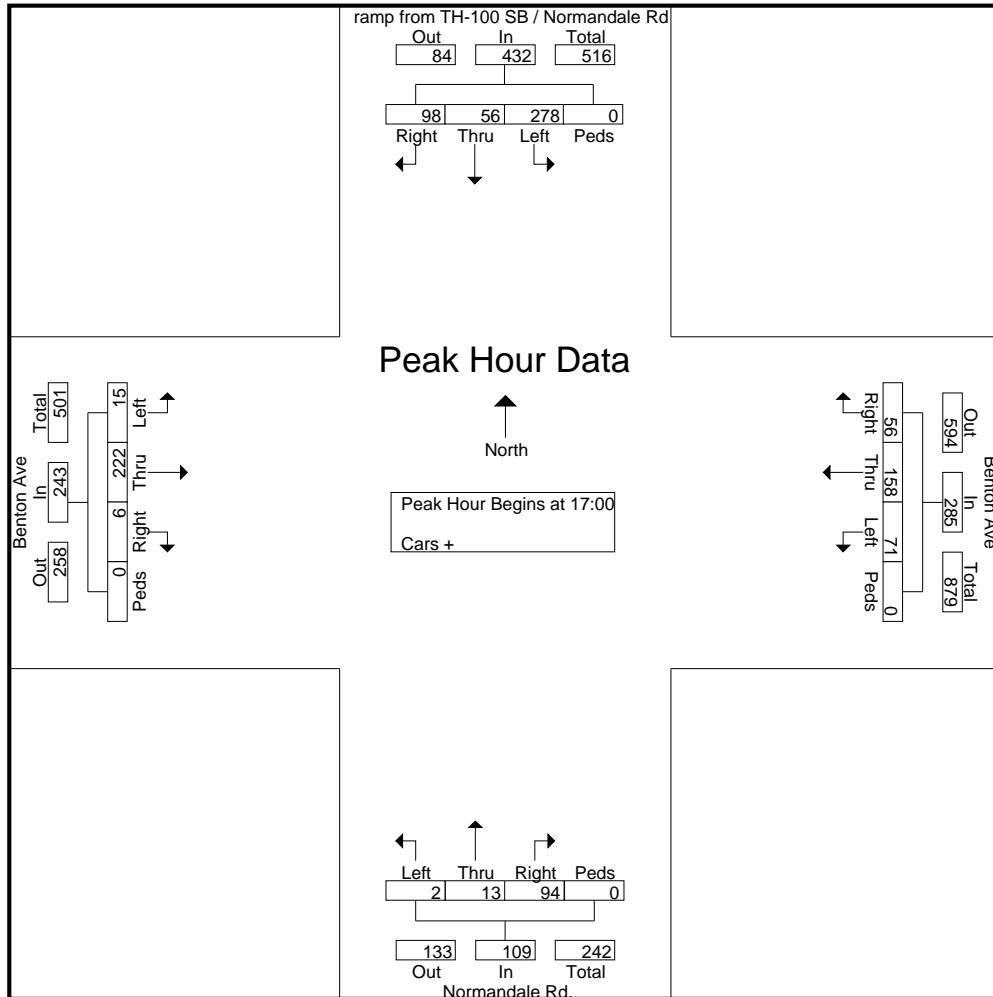 ramp from TH-100 SB / Normandale Rd
Out In Total
84 432 516
98 56 278 0
Right Thru Left Peds
Peak Hour Data
North
Peak Hour Begins at 17:00
Cars +
Benton Ave
Total In Out
501 243 258
15 222 6 0
Left Thru Right Peds
Benton Ave
Out In Total
594 285 879
56 158 71 0
Right Thru Left Peds
Left Thru Right Peds
2 13 94 0
133 109 242
Out In Total
Normandale Rd.